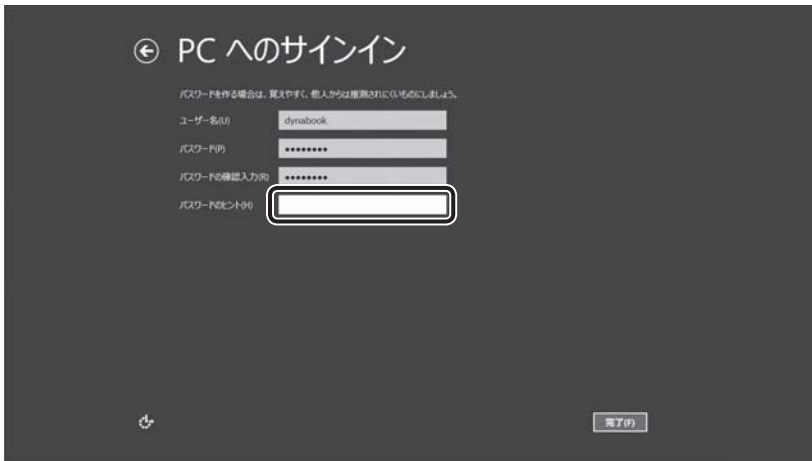 PC へのサインイン
パスワードを作る場合は、覚えやすく、他人からは推測されにくいものにしましょう。
ユーザー名(U)
dynabook
パスワード(P)
••••••••
パスワードの確認入力(R)
••••••••
パスワードのヒント(H)
完了(F)